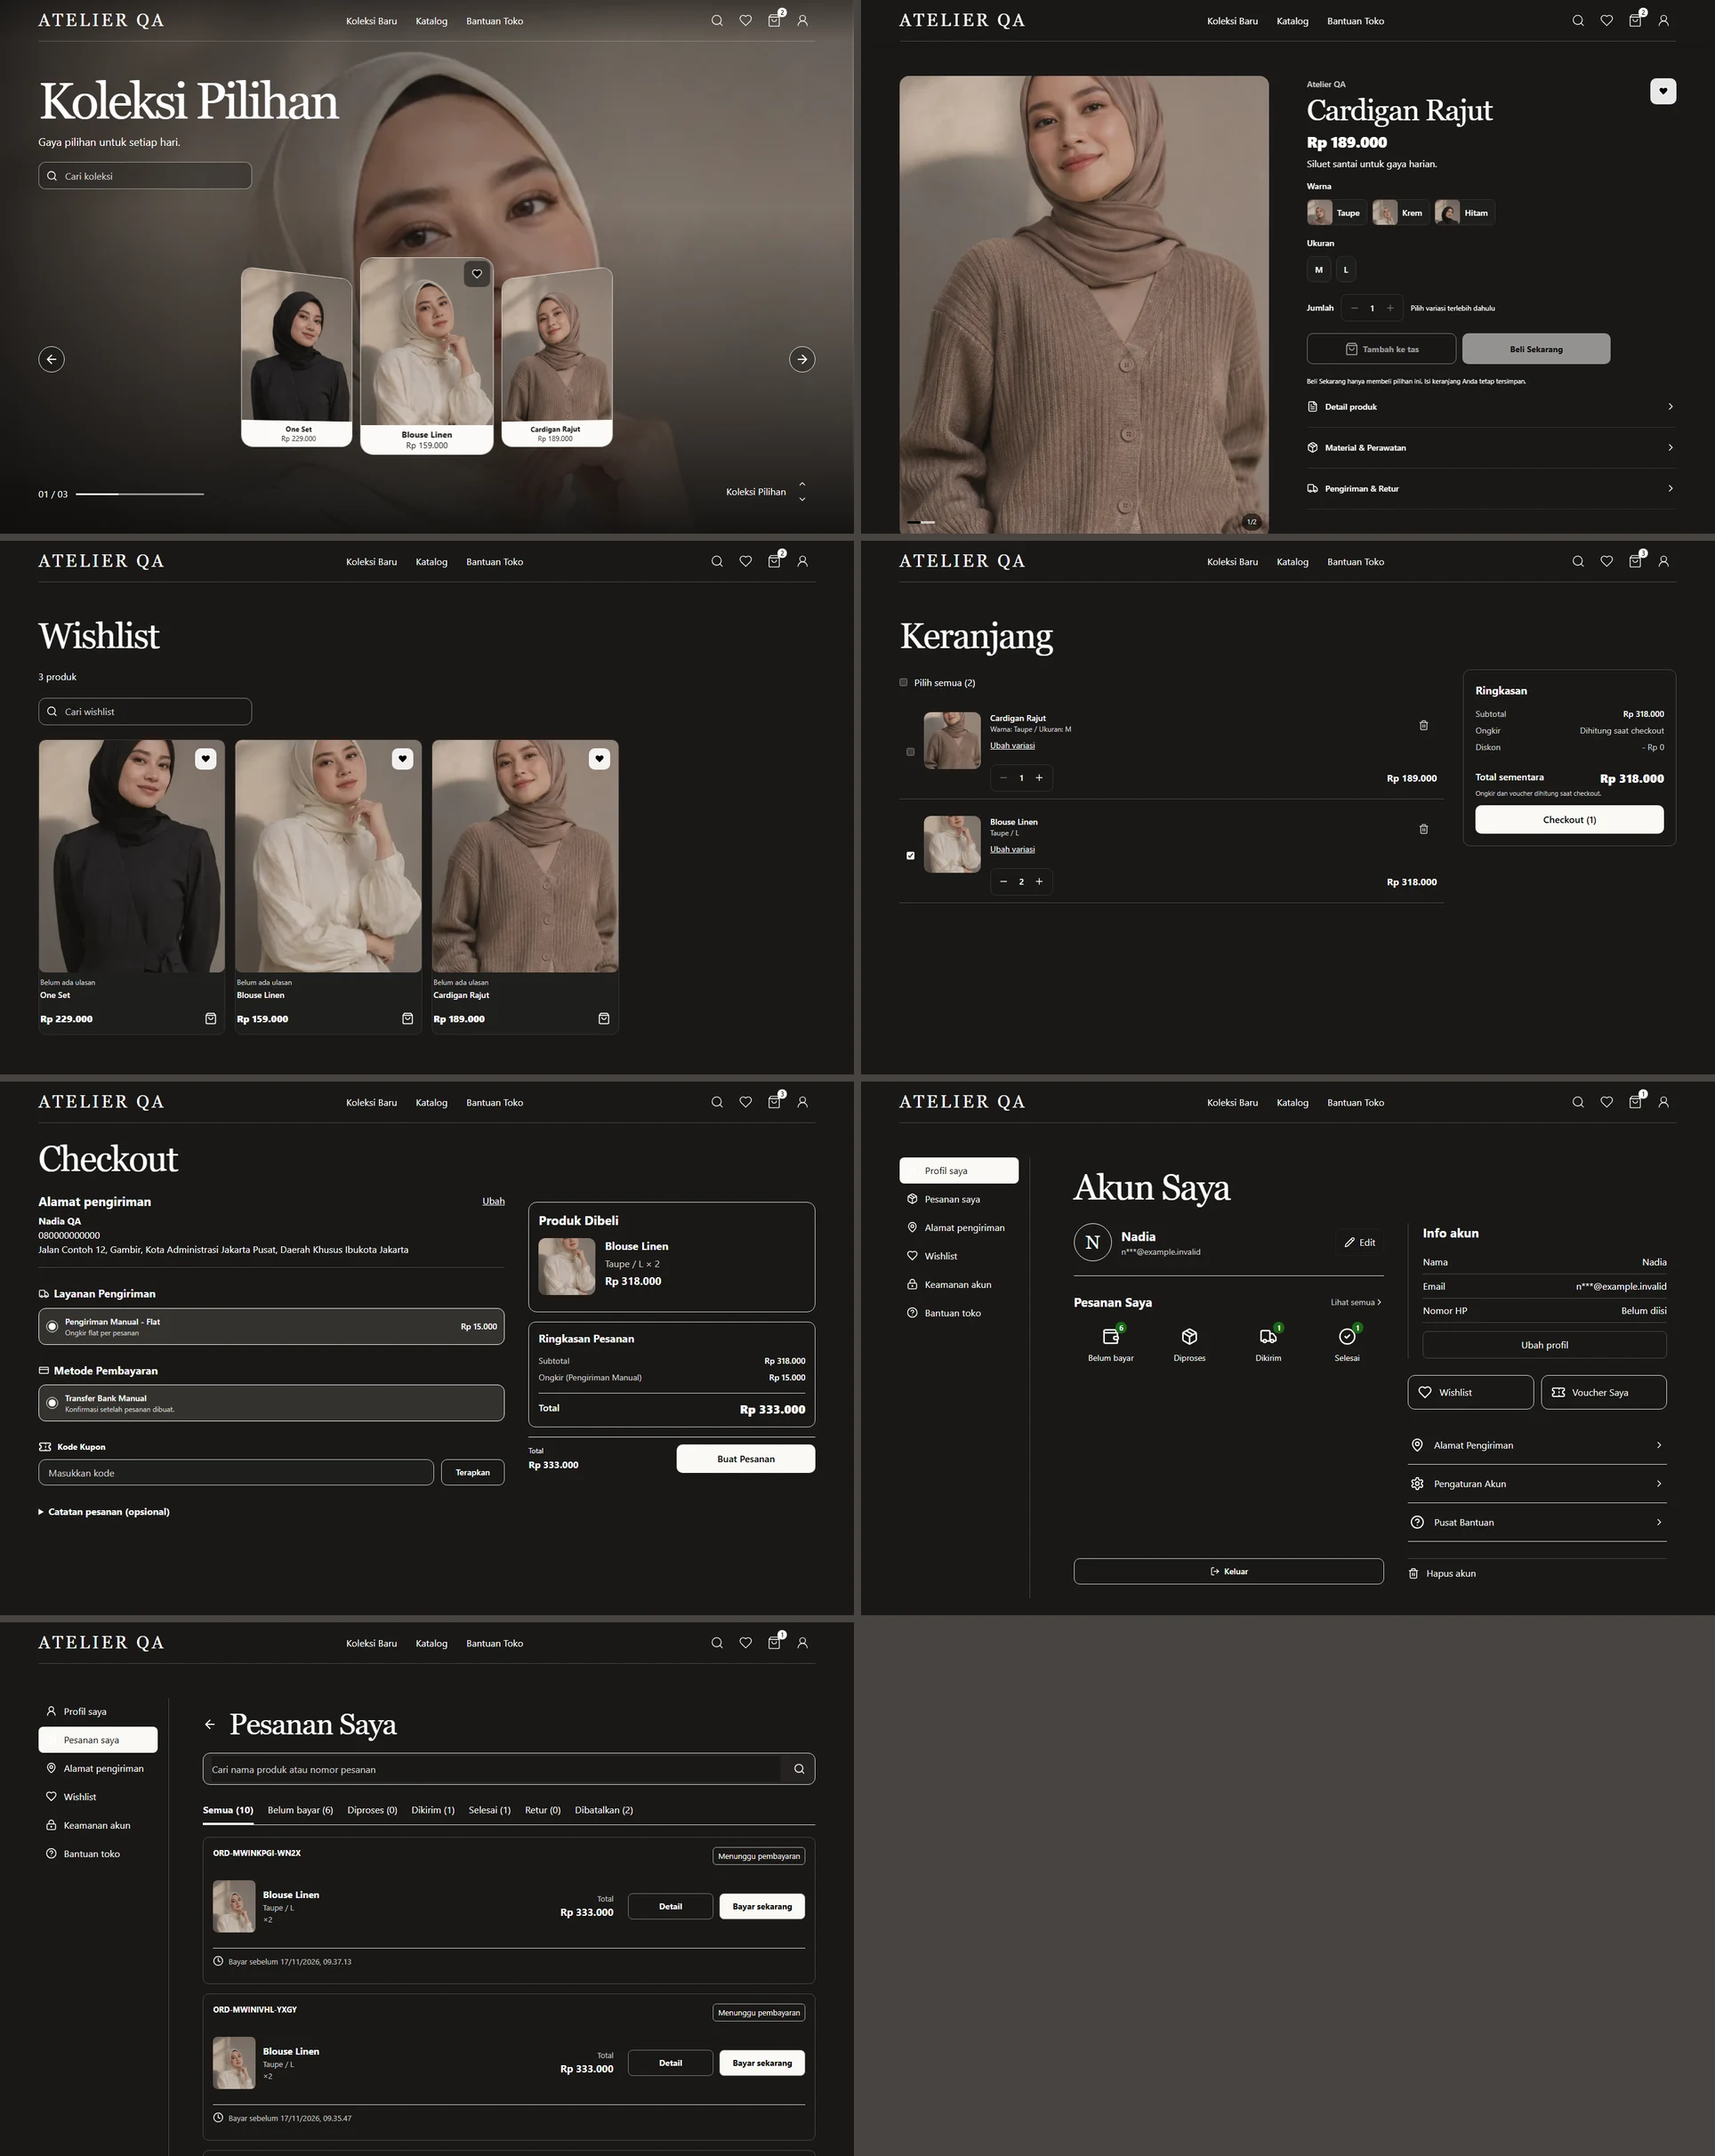 ATELIER QA
Koleksi Baru Katalog Bantuan Toko
2
Koleksi Pilihan
Gaya pilihan untuk setiap hari.
Cari koleksi
One Set
Rp 229.000
Blouse Linen
Rp 159.000
Cardigan Rajut
Rp 189.000
01 / 03
Koleksi Pilihan
ATELIER QA
Koleksi Baru Katalog Bantuan Toko
2
Atelier QA
Cardigan Rajut
Rp 189.000
Siluet santai untuk gaya harian.
Warna
Taupe Krem Hitam
Ukuran
M L
Jumlah − 1 + Pilih variasi terlebih dahulu
Tambah ke tas Beli Sekarang
Beli Sekarang hanya membeli pilihan ini. Isi keranjang Anda tetap tersimpan.
Detail produk
Material & Perawatan
Pengiriman & Retur
1/2
ATELIER QA
Koleksi Baru Katalog Bantuan Toko
2
Wishlist
3 produk
Cari wishlist
Belum ada ulasan
One Set
Rp 229.000
Belum ada ulasan
Blouse Linen
Rp 159.000
Belum ada ulasan
Cardigan Rajut
Rp 189.000
ATELIER QA
Koleksi Baru Katalog Bantuan Toko
3
Keranjang
Pilih semua (2)
Cardigan Rajut
Warna: Taupe / Ukuran: M
Ubah variasi
− 1 +
Rp 189.000
Blouse Linen
Taupe / L
Ubah variasi
− 2 +
Rp 318.000
Ringkasan
Subtotal Rp 318.000
Ongkir Dihitung saat checkout
Diskon - Rp 0
Total sementara Rp 318.000
Ongkir dan voucher dihitung saat checkout.
Checkout (1)
ATELIER QA
Koleksi Baru Katalog Bantuan Toko
3
Checkout
Alamat pengiriman Ubah
Nadia QA
080000000000
Jalan Contoh 12, Gambir, Kota Administrasi Jakarta Pusat, Daerah Khusus Ibukota Jakarta
Layanan Pengiriman
Pengiriman Manual - Flat
Ongkir flat per pesanan
Rp 15.000
Metode Pembayaran
Transfer Bank Manual
Konfirmasi setelah pesanan dibuat.
Kode Kupon
Masukkan kode Terapkan
Catatan pesanan (opsional)
Produk Dibeli
Blouse Linen
Taupe / L × 2
Rp 318.000
Ringkasan Pesanan
Subtotal Rp 318.000
Ongkir (Pengiriman Manual) Rp 15.000
Total Rp 333.000
Total
Rp 333.000
Buat Pesanan
ATELIER QA
Koleksi Baru Katalog Bantuan Toko
1
Profil saya
Pesanan saya
Alamat pengiriman
Wishlist
Keamanan akun
Bantuan toko
Akun Saya
N
Nadia
n***@example.invalid
Edit
Pesanan Saya Lihat semua
6 1 1
Belum bayar Diproses Dikirim Selesai
Keluar
Info akun
Nama Nadia
Email n***@example.invalid
Nomor HP Belum diisi
Ubah profil
Wishlist Voucher Saya
Alamat Pengiriman
Pengaturan Akun
Pusat Bantuan
Hapus akun
ATELIER QA
Koleksi Baru Katalog Bantuan Toko
1
Profil saya
Pesanan saya
Alamat pengiriman
Wishlist
Keamanan akun
Bantuan toko
Pesanan Saya
Cari nama produk atau nomor pesanan
Semua (10) Belum bayar (6) Diproses (0) Dikirim (1) Selesai (1) Retur (0) Dibatalkan (2)
ORD-MWINKPGI-WN2X Menunggu pembayaran
Blouse Linen
Taupe / L
×2
Total
Rp 333.000
Detail Bayar sekarang
Bayar sebelum 17/11/2026, 09.37.13
ORD-MWINIVHL-YXGY Menunggu pembayaran
Blouse Linen
Taupe / L
×2
Total
Rp 333.000
Detail Bayar sekarang
Bayar sebelum 17/11/2026, 09.35.47